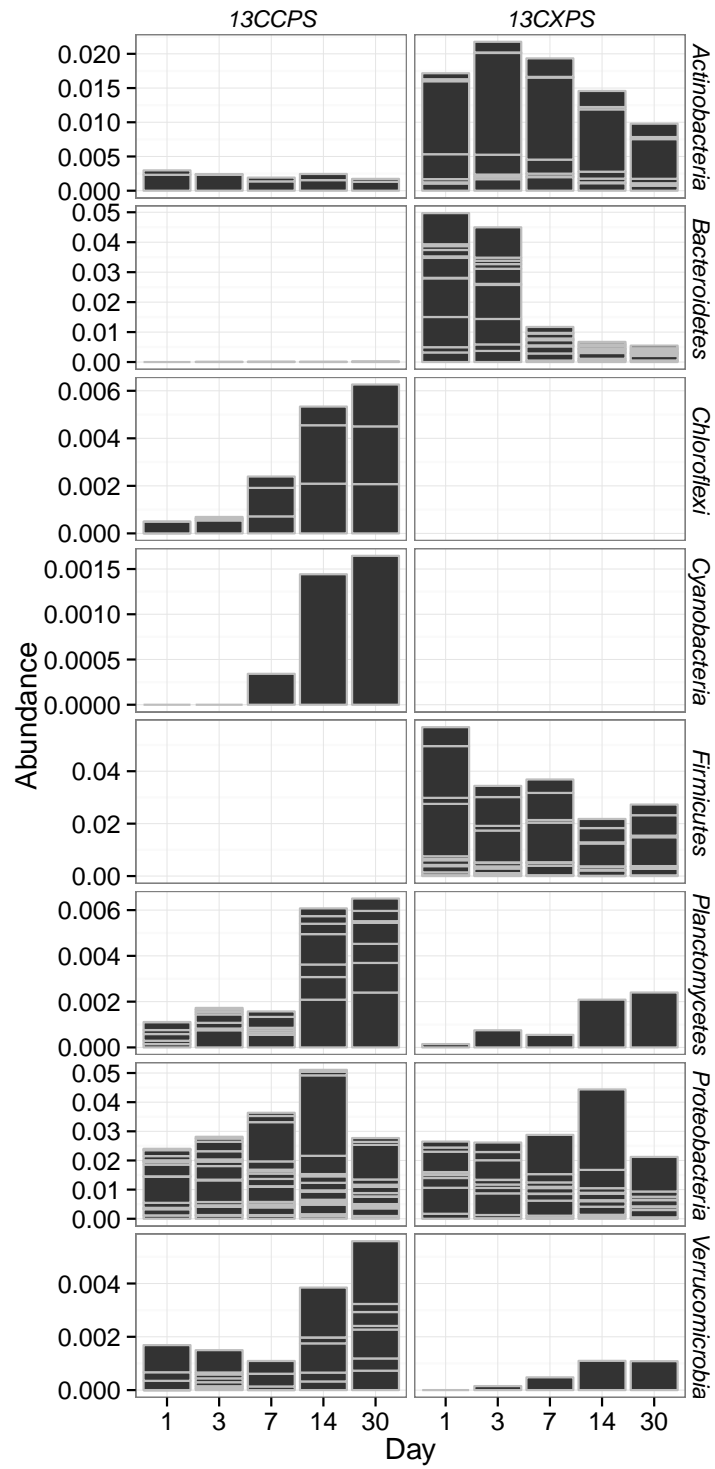 13CCPS 13CXPS
0.020
0.015
0.010
0.005
0.000
Actinobacteria
0.05
0.04
0.03
0.02
0.01
0.00
Bacteroidetes
0.006
0.004
0.002
0.000
Chloroflexi
0.0015
0.0010
0.0005
0.0000
Cyanobacteria
Abundance
0.04
0.02
0.00
Firmicutes
0.006
0.004
0.002
0.000
Planctomycetes
0.05
0.04
0.03
0.02
0.01
0.00
Proteobacteria
0.004
0.002
0.000
Verrucomicrobia
1 3 7 14 30 1 3 7 14 30
Day